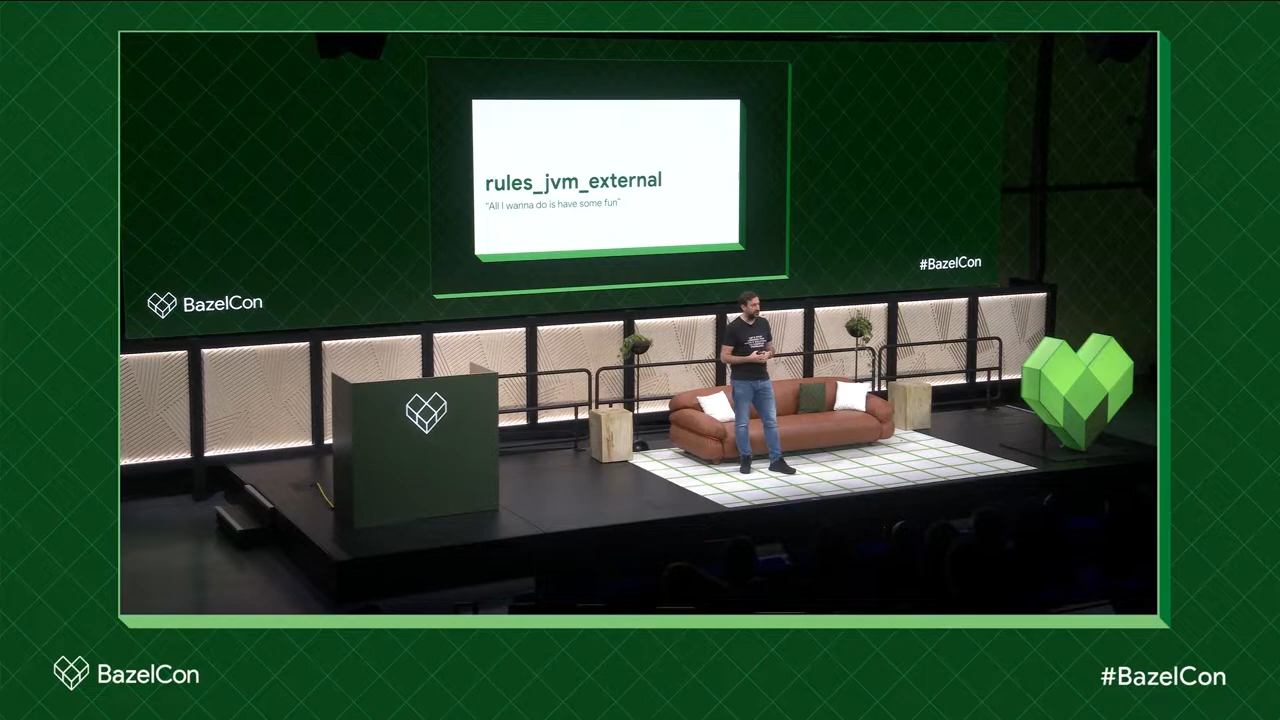 rules_jvm_external
“All I wanna do is have some fun”
#BazelCon
BazelCon
BazelCon
#BazelCon